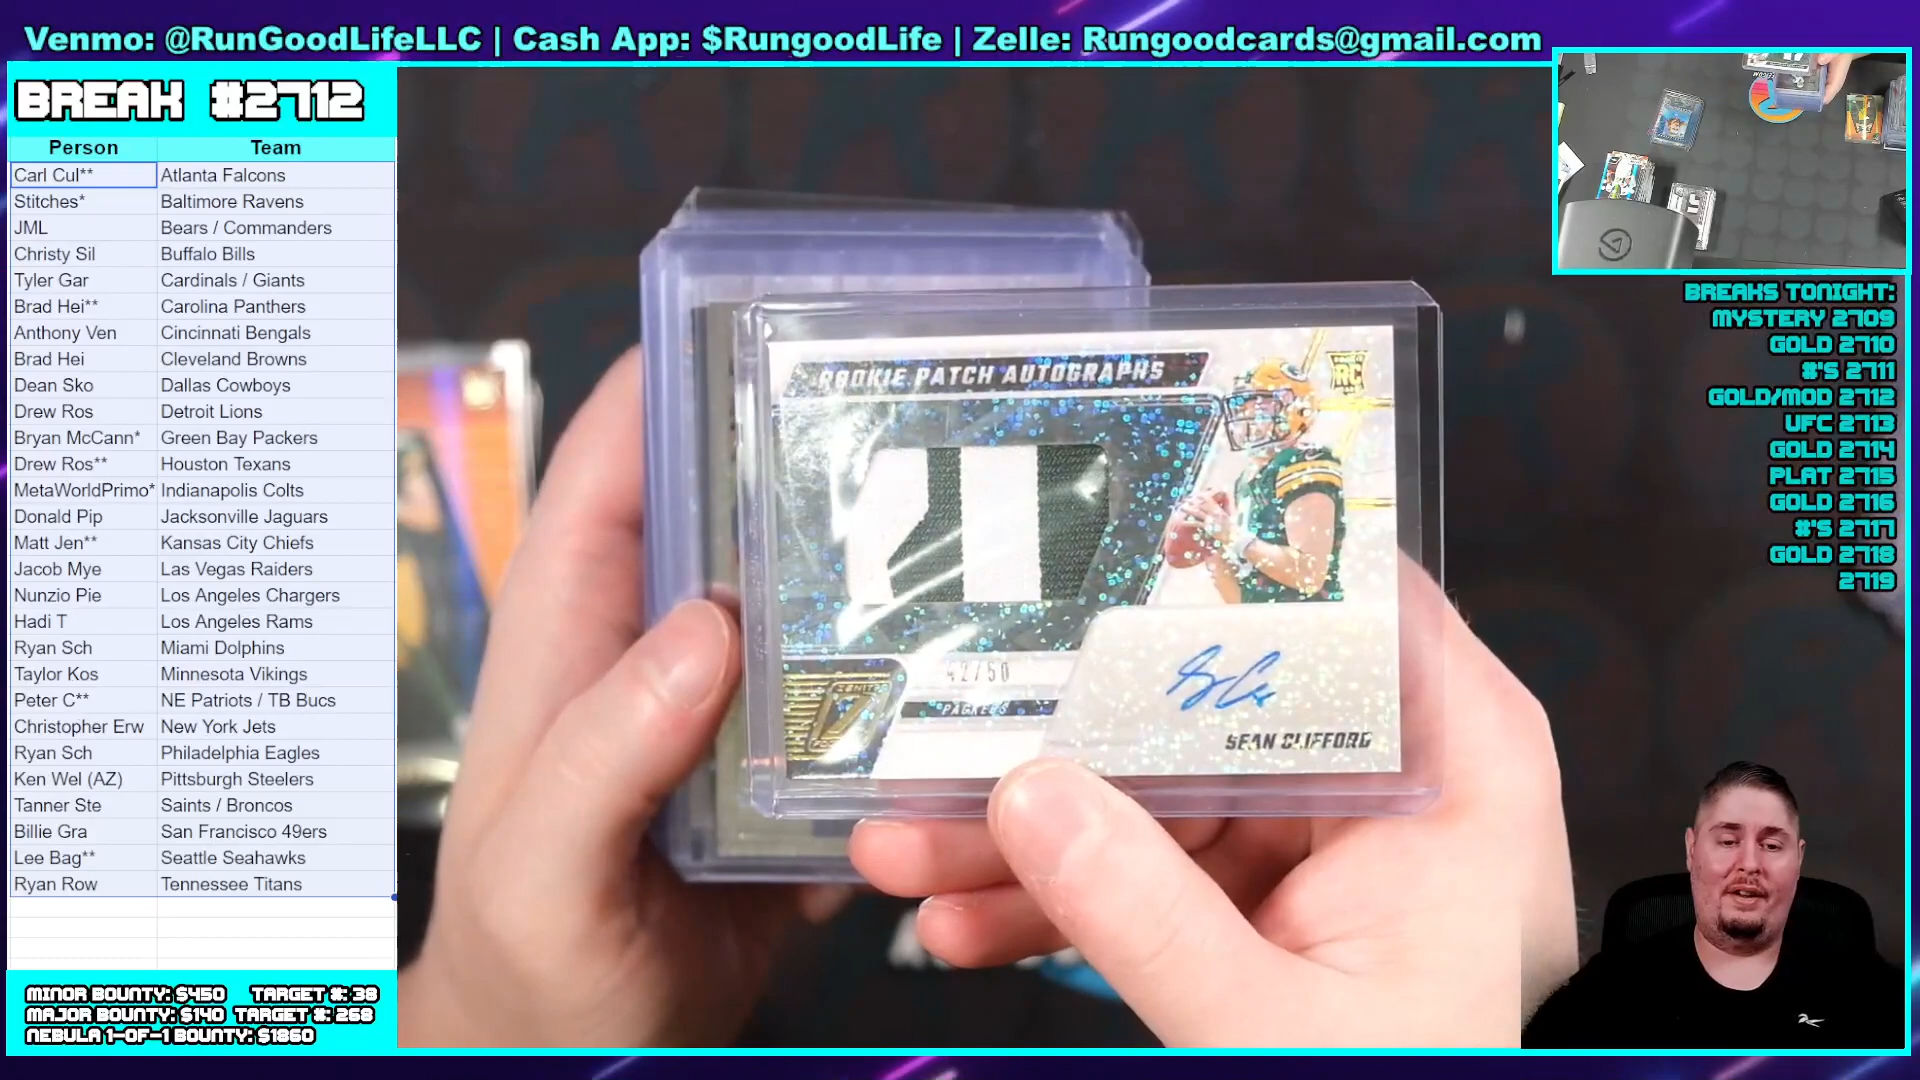 Venmo: @RunGoodLifeLLC | Cash App: $RungoodLife | Zelle: Rungoodcards@gmail.com
BREAK #2712
Person Team
Carl Cul** Atlanta Falcons
Stitches* Baltimore Ravens
JML Bears / Commanders
Christy Sil Buffalo Bills
Tyler Gar Cardinals / Giants
Brad Hei** Carolina Panthers
Anthony Ven Cincinnati Bengals
Brad Hei Cleveland Browns
Dean Sko Dallas Cowboys
Drew Ros Detroit Lions
Bryan McCann* Green Bay Packers
Drew Ros** Houston Texans
MetaWorldPrimo* Indianapolis Colts
Donald Pip Jacksonville Jaguars
Matt Jen** Kansas City Chiefs
Jacob Mye Las Vegas Raiders
Nunzio Pie Los Angeles Chargers
Hadi T Los Angeles Rams
Ryan Sch Miami Dolphins
Taylor Kos Minnesota Vikings
Peter C** NE Patriots / TB Bucs
Christopher Erw New York Jets
Ryan Sch Philadelphia Eagles
Ken Wel (AZ) Pittsburgh Steelers
Tanner Ste Saints / Broncos
Billie Gra San Francisco 49ers
Lee Bag** Seattle Seahawks
Ryan Row Tennessee Titans
MINOR BOUNTY: $450 TARGET #: 38
MAJOR BOUNTY: $140 TARGET #: 268
NEBULA 1-OF-1 BOUNTY: $1860
ROOKIE PATCH AUTOGRAPHS
RC
42/50
ZENITH
PACKERS
SEAN CLIFFORD
BREAKS TONIGHT:
MYSTERY 2709
GOLD 2710
#'S 2711
GOLD/MOD 2712
UFC 2713
GOLD 2714
PLAT 2715
GOLD 2716
#'S 2717
GOLD 2718
2719